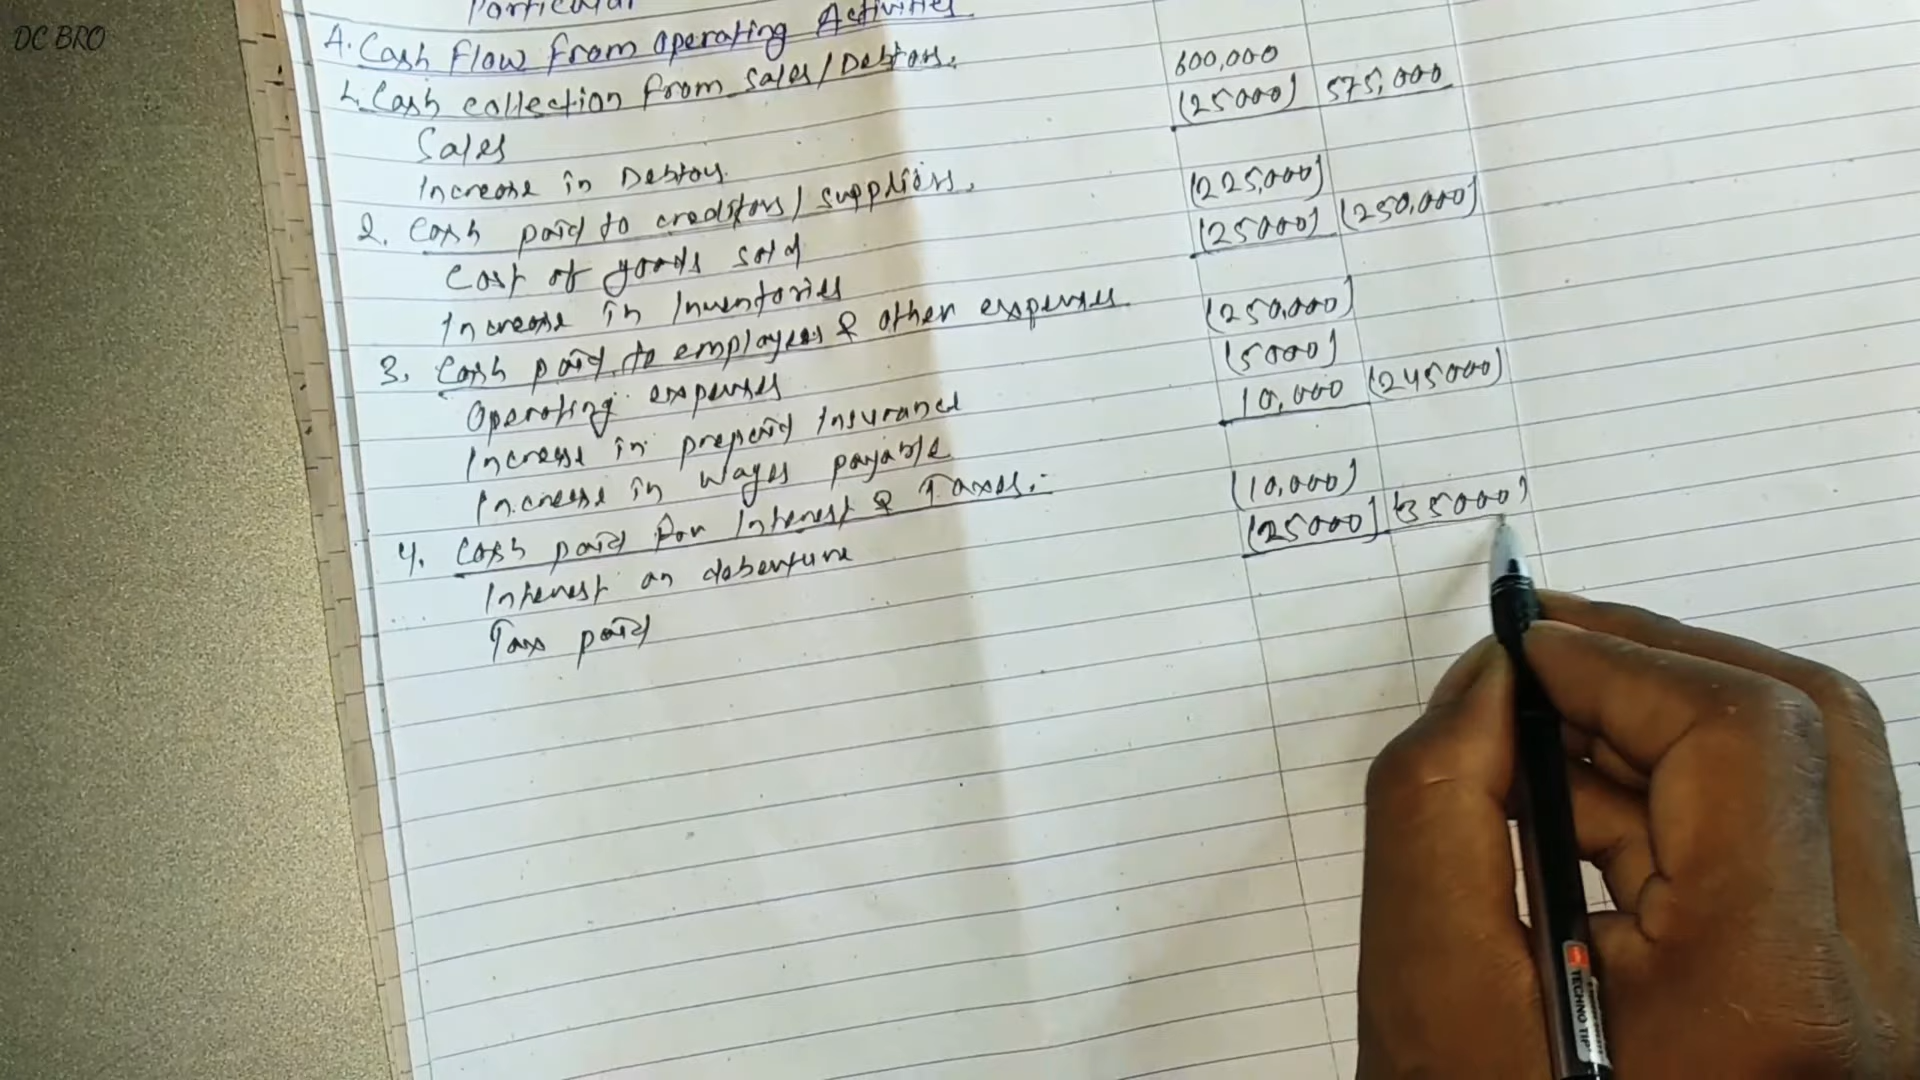 DC BRO
Particular
A. Cash Flow From Operating Activities
1. Cash collection from sales/Debtors.
Sales 600,000
Increase in Debtors (25000) 575,000
2. Cash paid to creditors/suppliers.
Cost of goods sold (225,000)
Increase in Inventories (25000) (250,000)
3. Cash paid to employees & other expenses
Operating expenses (250,000)
Increase in prepaid Insurance (5000)
Increase in wages payable 10,000 (245000)
4. Cash paid for Interest & Taxes:-
Interest on debenture (10,000)
Tax paid (25000) (35000)
TECHNO TIP